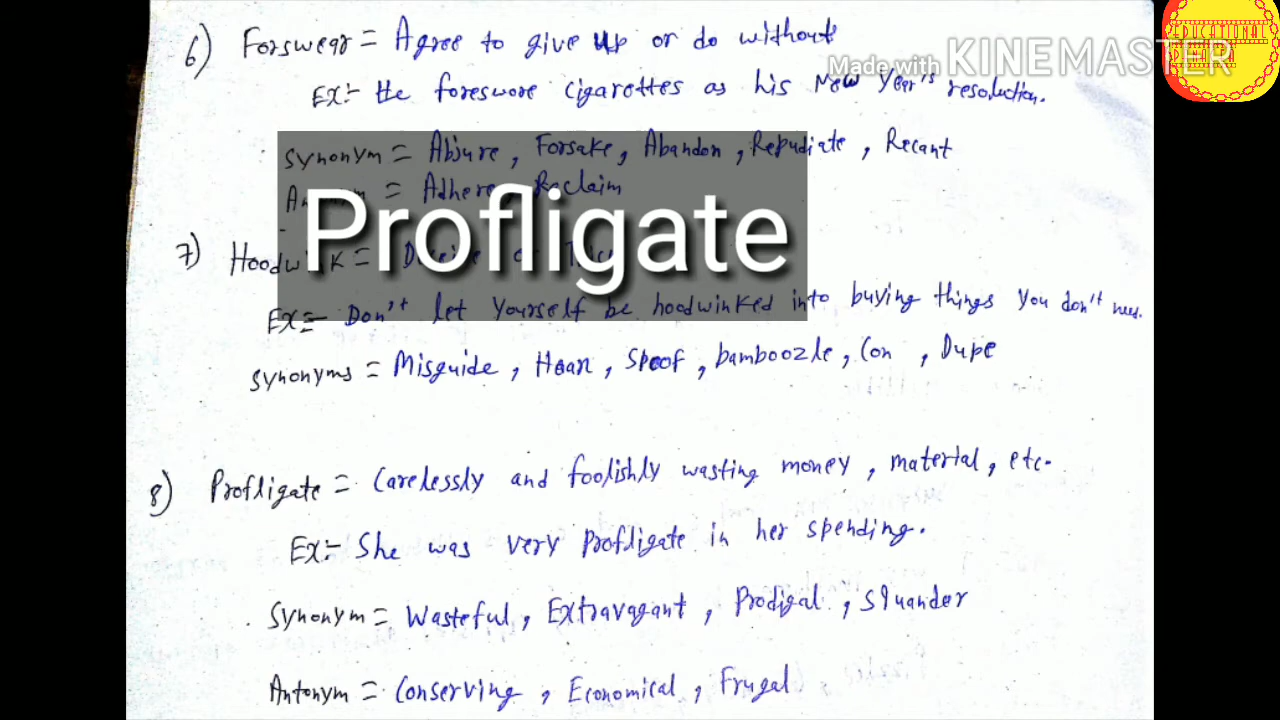 6) Forswear = Agree to give up or do without
Made with KINEMASTER
EDUCATIONAL
Ex:- He foreswore cigarettes as his New Year's resolution.
Synonym = Abjure, Forsake, Abandon, Repudiate, Recant
= Adhere, Reclaim
Profligate
7) Hoodwink =
Ex:- Don't let yourself be hoodwinked into buying things you don't need.
Synonyms = Misguide, Hoax, Spoof, bamboozle, Con, Dupe
8) Profligate = Carelessly and foolishly wasting money, material, etc.
Ex:- She was very Profligate in her spending.
Synonym = Wasteful, Extravagant, Prodigal, Squander
Antonym = Conserving, Economical, Frugal